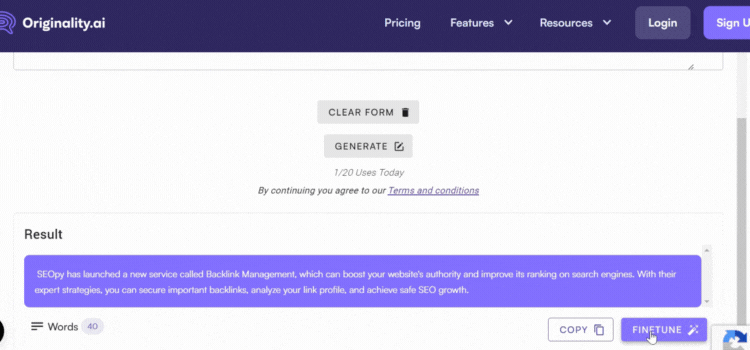 Originality.ai Pricing Features Resources Login Sign
CLEAR FORM
GENERATE
1/20 Uses Today
By continuing you agree to our Terms and conditions
Result
SEOpy has launched a new service called Backlink Management, which can boost your website's authority and improve its ranking on search engines. With their
expert strategies, you can secure important backlinks, analyze your link profile, and achieve safe SEO growth.
Words 40 COPY FINETUNE